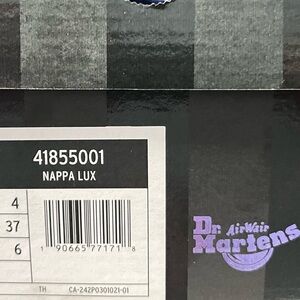 41855001
NAPPA LUX
4
37
6
1 90665 77171 8
TH CA-242P0301021-01
Dr. AirWair
Martens